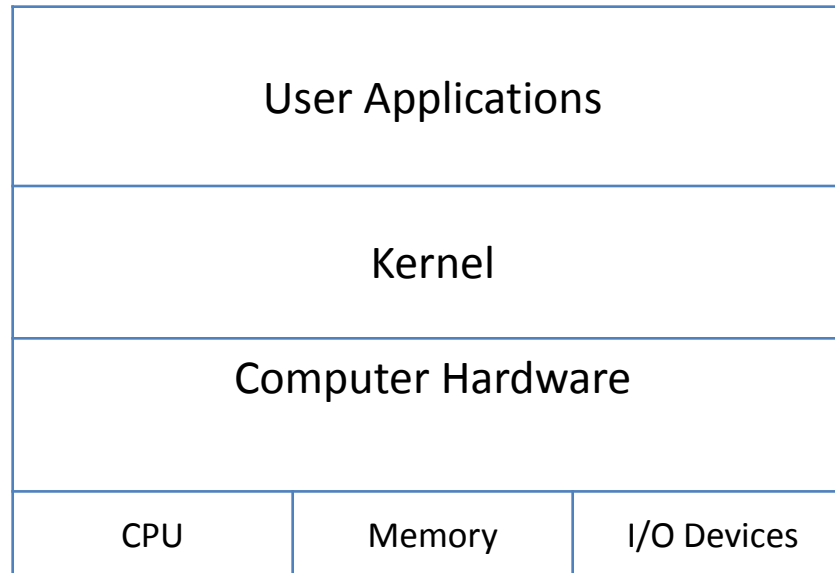 User Applications
Kernel
Computer Hardware
CPU
Memory
I/O Devices